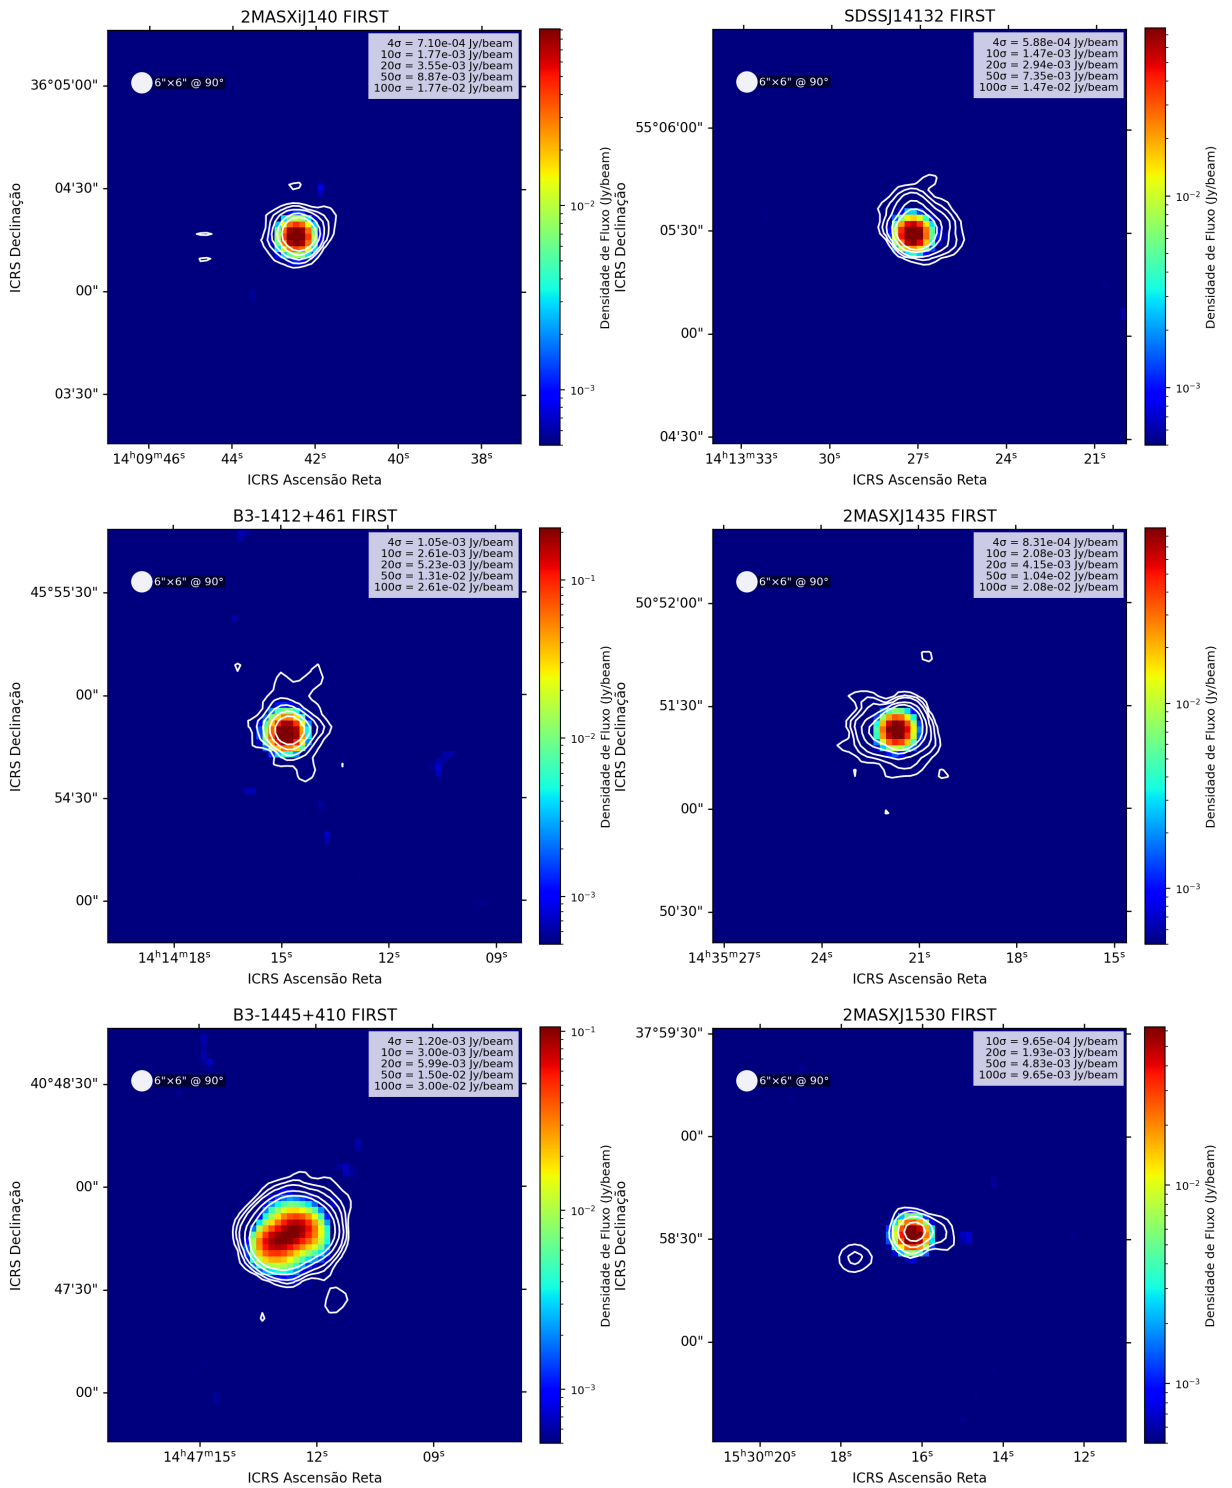 2MASXiJ140 FIRST
4σ = 7.10e-04 Jy/beam
10σ = 1.77e-03 Jy/beam
20σ = 3.55e-03 Jy/beam
50σ = 8.87e-03 Jy/beam
100σ = 1.77e-02 Jy/beam
6"×6" @ 90°
36°05'00"
04'30"
00"
03'30"
ICRS Declinação
14ʰ09ᵐ46ˢ 44ˢ 42ˢ 40ˢ 38ˢ
ICRS Ascensão Reta
10⁻²
10⁻³
Densidade de Fluxo (Jy/beam)
SDSSJ14132 FIRST
4σ = 5.88e-04 Jy/beam
10σ = 1.47e-03 Jy/beam
20σ = 2.94e-03 Jy/beam
50σ = 7.35e-03 Jy/beam
100σ = 1.47e-02 Jy/beam
6"×6" @ 90°
55°06'00"
05'30"
00"
04'30"
ICRS Declinação
14ʰ13ᵐ33ˢ 30ˢ 27ˢ 24ˢ 21ˢ
ICRS Ascensão Reta
10⁻²
10⁻³
Densidade de Fluxo (Jy/beam)
B3-1412+461 FIRST
4σ = 1.05e-03 Jy/beam
10σ = 2.61e-03 Jy/beam
20σ = 5.23e-03 Jy/beam
50σ = 1.31e-02 Jy/beam
100σ = 2.61e-02 Jy/beam
6"×6" @ 90°
45°55'30"
00"
54'30"
00"
ICRS Declinação
14ʰ14ᵐ18ˢ 15ˢ 12ˢ 09ˢ
ICRS Ascensão Reta
10⁻¹
10⁻²
10⁻³
Densidade de Fluxo (Jy/beam)
2MASXJ1435 FIRST
4σ = 8.31e-04 Jy/beam
10σ = 2.08e-03 Jy/beam
20σ = 4.15e-03 Jy/beam
50σ = 1.04e-02 Jy/beam
100σ = 2.08e-02 Jy/beam
6"×6" @ 90°
50°52'00"
51'30"
00"
50'30"
ICRS Declinação
14ʰ35ᵐ27ˢ 24ˢ 21ˢ 18ˢ 15ˢ
ICRS Ascensão Reta
10⁻²
10⁻³
Densidade de Fluxo (Jy/beam)
B3-1445+410 FIRST
4σ = 1.20e-03 Jy/beam
10σ = 3.00e-03 Jy/beam
20σ = 5.99e-03 Jy/beam
50σ = 1.50e-02 Jy/beam
100σ = 3.00e-02 Jy/beam
6"×6" @ 90°
40°48'30"
00"
47'30"
00"
ICRS Declinação
14ʰ47ᵐ15ˢ 12ˢ 09ˢ
ICRS Ascensão Reta
10⁻¹
10⁻²
10⁻³
Densidade de Fluxo (Jy/beam)
2MASXJ1530 FIRST
10σ = 9.65e-04 Jy/beam
20σ = 1.93e-03 Jy/beam
50σ = 4.83e-03 Jy/beam
100σ = 9.65e-03 Jy/beam
6"×6" @ 90°
37°59'30"
00"
58'30"
00"
ICRS Declinação
15ʰ30ᵐ20ˢ 18ˢ 16ˢ 14ˢ 12ˢ
ICRS Ascensão Reta
10⁻²
10⁻³
Densidade de Fluxo (Jy/beam)